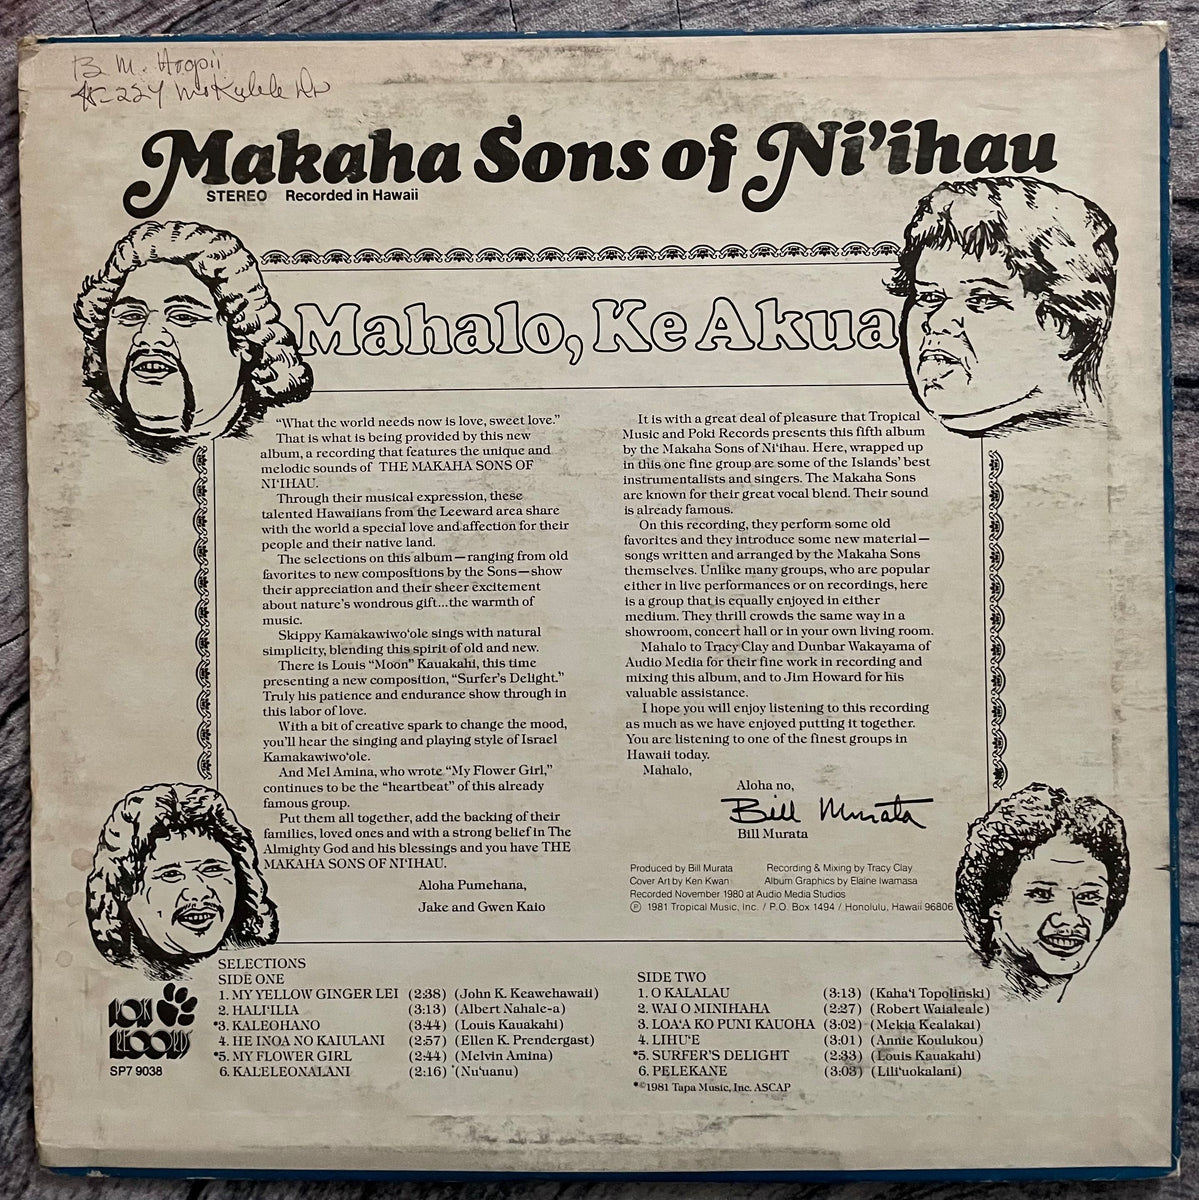 B. M. Hoopii
Makaha Sons of Ni'ihau
STEREO Recorded in Hawaii
Mahalo, Ke Akua
"What the world needs now is love, sweet love."
That is what is being provided by this new
album, a recording that features the unique and
melodic sounds of THE MAKAHA SONS OF
NI'IHAU.
Through their musical expression, these
talented Hawaiians from the Leeward area share
with the world a special love and affection for their
people and their native land.
The selections on this album—ranging from old
favorites to new compositions by the Sons—show
their appreciation and their sheer excitement
about nature's wondrous gift...the warmth of
music.
Skippy Kamakawiwo'ole sings with natural
simplicity, blending this spirit of old and new.
There is Louis "Moon" Kauakahi, this time
presenting a new composition, "Surfer's Delight."
Truly his patience and endurance show through in
this labor of love.
With a bit of creative spark to change the mood,
you'll hear the singing and playing style of Israel
Kamakawiwo'ole.
And Mel Amina, who wrote "My Flower Girl,"
continues to be the "heartbeat" of this already
famous group.
Put them all together, add the backing of their
families, loved ones and with a strong belief in The
Almighty God and his blessings and you have THE
MAKAHA SONS OF NI'IHAU.
Aloha Pumehana,
Jake and Gwen Kaio
It is with a great deal of pleasure that Tropical
Music and Poki Records presents this fifth album
by the Makaha Sons of Ni'ihau. Here, wrapped up
in this one fine group are some of the Islands' best
instrumentalists and singers. The Makaha Sons
are known for their great vocal blend. Their sound
is already famous.
On this recording, they perform some old
favorites and they introduce some new material—
songs written and arranged by the Makaha Sons
themselves. Unlike many groups, who are popular
either in live performances or on recordings, here
is a group that is equally enjoyed in either
medium. They thrill crowds the same way in a
showroom, concert hall or in your own living room.
Mahalo to Tracy Clay and Dunbar Wakayama of
Audio Media for their fine work in recording and
mixing this album, and to Jim Howard for his
valuable assistance.
I hope you will enjoy listening to this recording
as much as we have enjoyed putting it together.
You are listening to one of the finest groups in
Hawaii today.
Mahalo,
Aloha no,
Bill Murata
Bill Murata
Produced by Bill Murata Recording & Mixing by Tracy Clay
Cover Art by Ken Kwan Album Graphics by Elaine Iwamasa
Recorded November 1980 at Audio Media Studios
℗ 1981 Tropical Music, Inc. / P.O. Box 1494 / Honolulu, Hawaii 96806
SELECTIONS
SIDE ONE
1. MY YELLOW GINGER LEI (2:38) (John K. Keawehawaii)
2. HALI'ILIA (3:13) (Albert Nahale-a)
*3. KALEOHANO (3:44) (Louis Kauakahi)
4. HE INOA NO KAIULANI (2:57) (Ellen K. Prendergast)
*5. MY FLOWER GIRL (2:44) (Melvin Amina)
6. KAL'ELEONALANI (2:16) (Nu'uanu)
SIDE TWO
1. O KALALAU (3:13) (Kaha'i Topolinski)
2. WAI O MINIHAHA (2:27) (Robert Waialeale)
3. LOA'A KO PUNI KAUOHA (3:02) (Mekia Kealakai)
4. LIHU'E (3:01) (Annie Koulukou)
*5. SURFER'S DELIGHT (2:33) (Louis Kauakahi)
6. PELEKANE (3:03) (Lili'uokalani)
*©1981 Tapa Music, Inc. ASCAP
POKI
RECORDS
SP7 9038